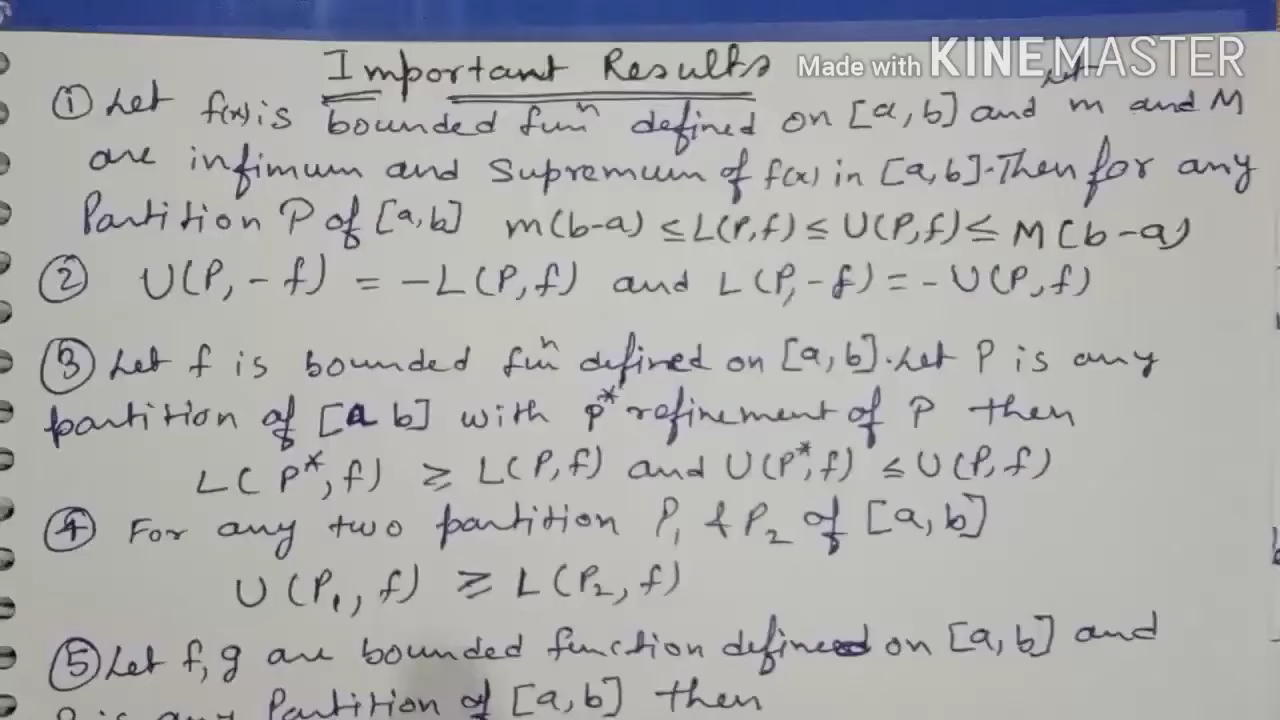 Important Results
Made with KINEMASTER
① Let f(x) is bounded funⁿ defined on [a,b] and let m and M
are infimum and Supremum of f(x) in [a,b]. Then for any
Partition P of [a,b] m(b-a) ≤ L(P,f) ≤ U(P,f) ≤ M(b-a)
② U(P,-f) = -L(P,f) and L(P,-f) = -U(P,f)
③ Let f is bounded funⁿ defined on [a,b]. Let P is any
partition of [a b] with P* refinement of P then
L(P*,f) ⩾ L(P,f) and U(P*,f) ≤ U(P,f)
④ For any two partition P₁ & P₂ of [a,b]
U(P₁,f) ⩾ L(P₂,f)
⑤ Let f,g are bounded function defined on [a,b] and
P is any Partition of [a,b] then